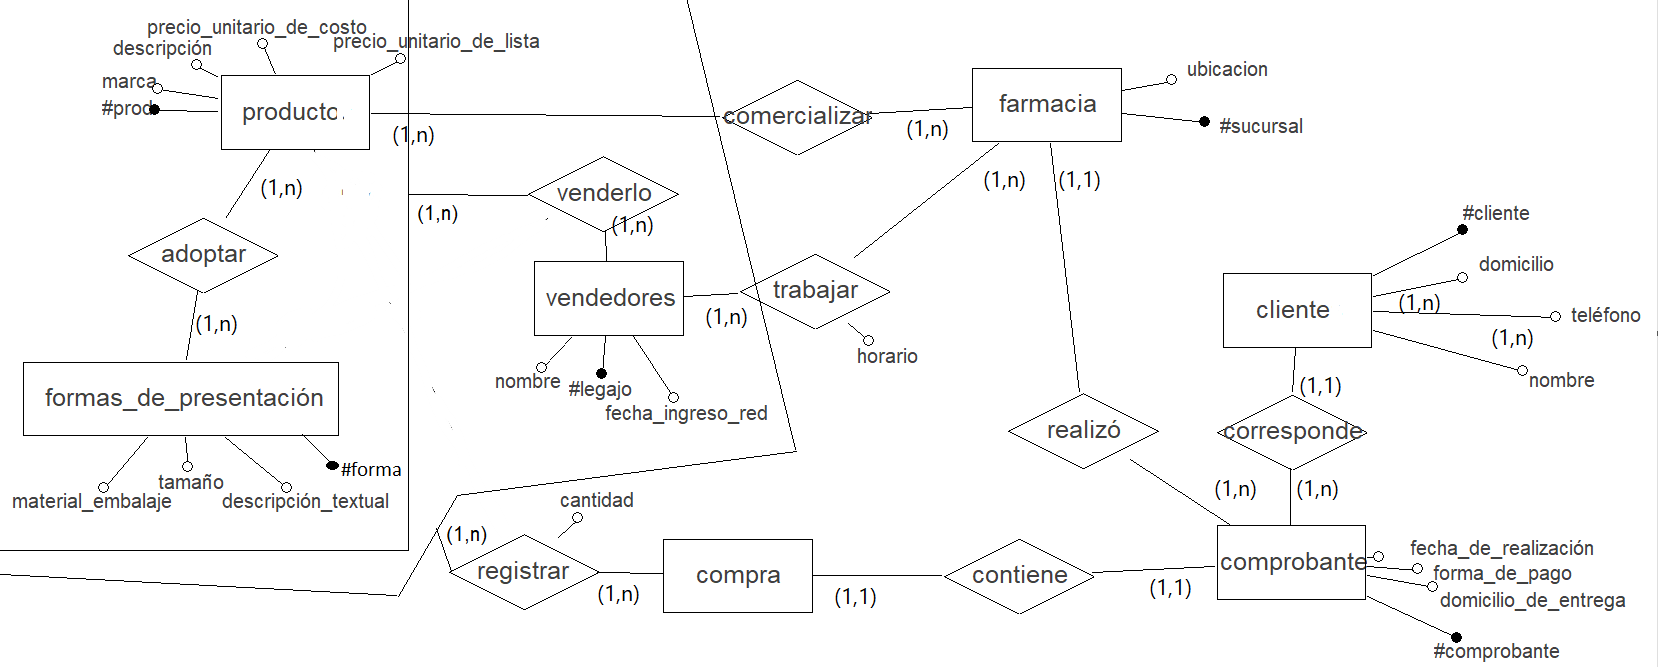 precio_unitario_de_costo
descripción
precio_unitario_de_lista
marca
#prod
producto.
(1,n)
comercializar
(1,n)
farmacia
ubicacion
#sucursal
(1,n)
(1,n)
venderlo
(1,n)
(1,n)
(1,1)
adoptar
(1,n)
vendedores
(1,n)
trabajar
horario
nombre
#legajo
fecha_ingreso_red
#cliente
domicilio
(1,n)
cliente
teléfono
(1,n)
nombre
(1,1)
formas_de_presentación
#forma
tamaño
material_embalaje
descripción_textual
realizó
corresponde
(1,n)
(1,n)
cantidad
(1,n)
registrar
(1,n)
compra
(1,1)
contiene
(1,1)
comprobante
fecha_de_realización
forma_de_pago
domicilio_de_entrega
#comprobante